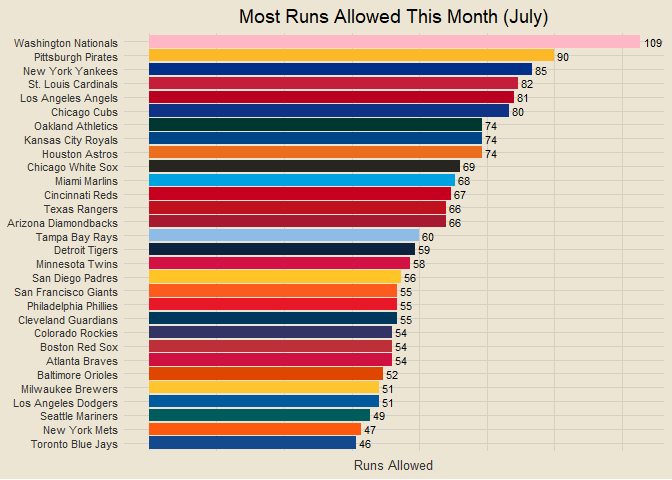 Most Runs Allowed This Month (July)
Washington Nationals 109
Pittsburgh Pirates 90
New York Yankees 85
St. Louis Cardinals 82
Los Angeles Angels 81
Chicago Cubs 80
Oakland Athletics 74
Kansas City Royals 74
Houston Astros 74
Chicago White Sox 69
Miami Marlins 68
Cincinnati Reds 67
Texas Rangers 66
Arizona Diamondbacks 66
Tampa Bay Rays 60
Detroit Tigers 59
Minnesota Twins 58
San Diego Padres 56
San Francisco Giants 55
Philadelphia Phillies 55
Cleveland Guardians 55
Colorado Rockies 54
Boston Red Sox 54
Atlanta Braves 54
Baltimore Orioles 52
Milwaukee Brewers 51
Los Angeles Dodgers 51
Seattle Mariners 49
New York Mets 47
Toronto Blue Jays 46
Runs Allowed